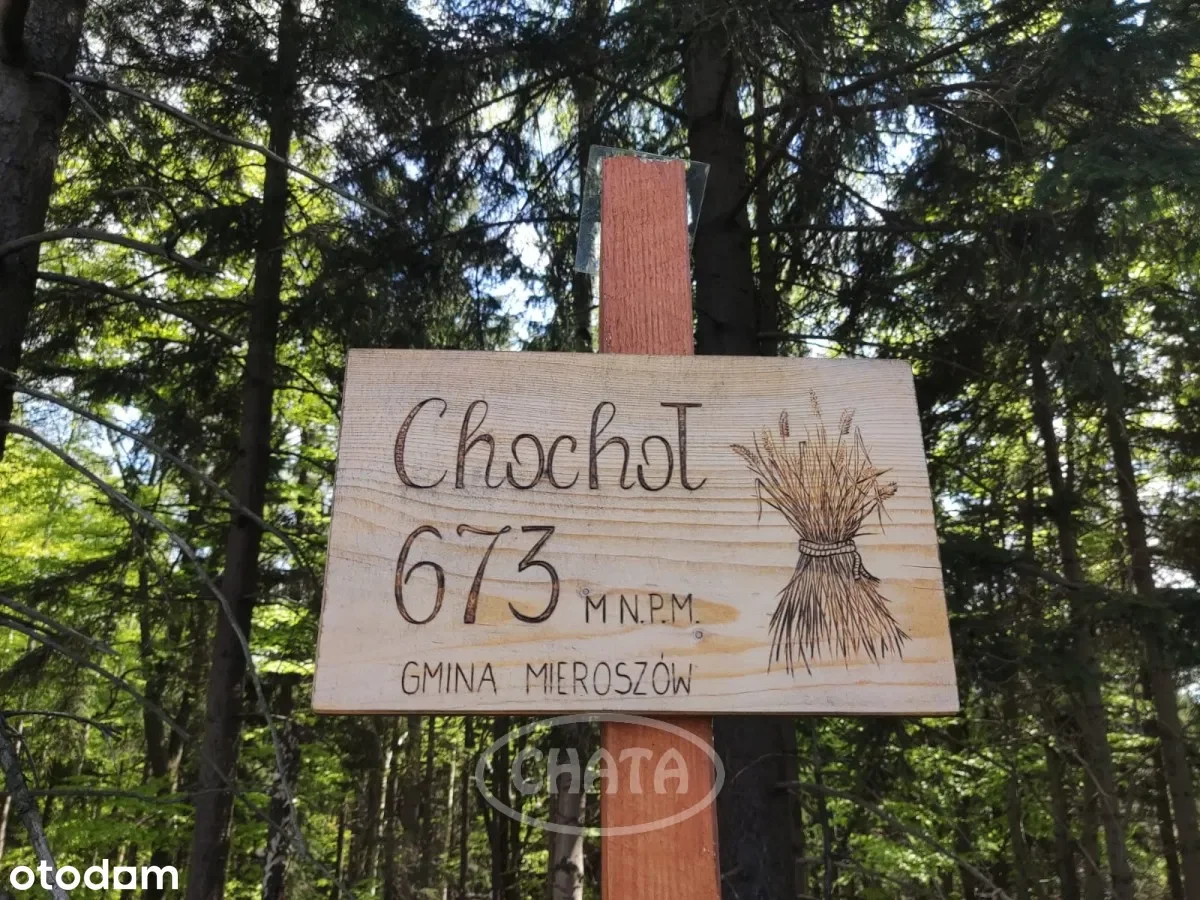 Chochoł
673 M N.P.M.
GMINA MIEROSZÓW
CHATA
otodom